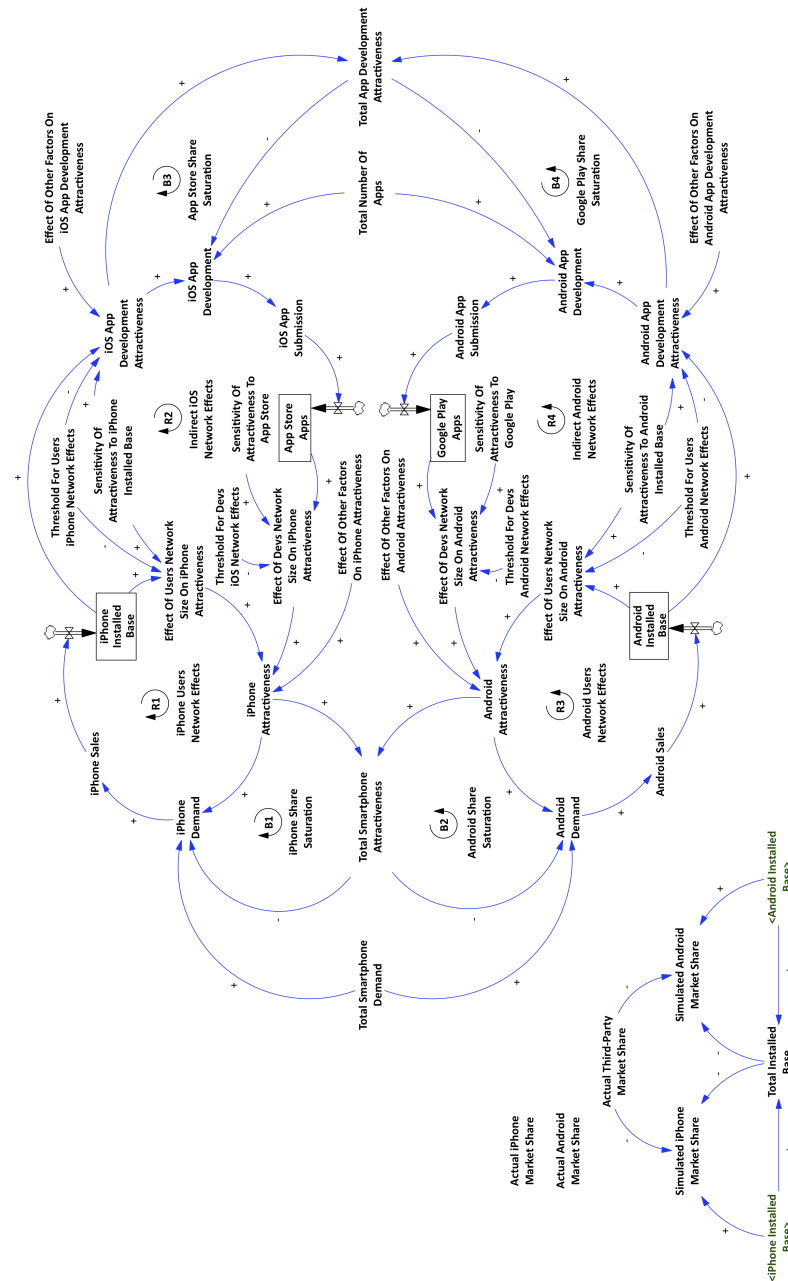 Effect Of Other Factors On
iOS App Development
Attractiveness
iPhone Sales
iPhone
Installed
Base
Threshold For Users
iPhone Network Effects
Sensitivity Of
Attractiveness To iPhone
Installed Base
iOS App
Development
Attractiveness
R1
iPhone Users
Network Effects
Effect Of Users Network
Size On iPhone
Attractiveness
R2
Indirect iOS
Network Effects
B3
App Store Share
Saturation
iPhone
Demand
iOS App
Development
Threshold For Devs
iOS Network Effects
Sensitivity Of
Attractiveness To
App Store
iPhone
Attractiveness
B1
iPhone Share
Saturation
Effect Of Devs Network
Size On iPhone
Attractiveness
App Store
Apps
iOS App
Submission
Effect Of Other Factors
On iPhone Attractiveness
Total Smartphone
Demand
Total Smartphone
Attractiveness
Total Number Of
Apps
Total App Development
Attractiveness
Effect Of Other Factors On
Android Attractiveness
Google Play
Apps
Android App
Submission
B2
Android Share
Saturation
Android
Attractiveness
Effect Of Devs Network
Size On Android
Attractiveness
Sensitivity Of
Attractiveness To
Google Play
Threshold For Devs
Android Network Effects
Android
Demand
R3
Android Users
Network Effects
Effect Of Users Network
Size On Android
Attractiveness
R4
Indirect Android
Network Effects
Android App
Development
B4
Google Play Share
Saturation
Actual iPhone
Market Share
Actual Android
Market Share
Android Sales
Android
Installed
Base
Sensitivity Of
Attractiveness To Android
Installed Base
Threshold For Users
Android Network Effects
Android App
Development
Attractiveness
Effect Of Other Factors On
Android App Development
Attractiveness
Actual Third-Party
Market Share
Simulated iPhone
Market Share
Simulated Android
Market Share
<iPhone Installed
Base>
Total Installed
Base
<Android Installed
Base>